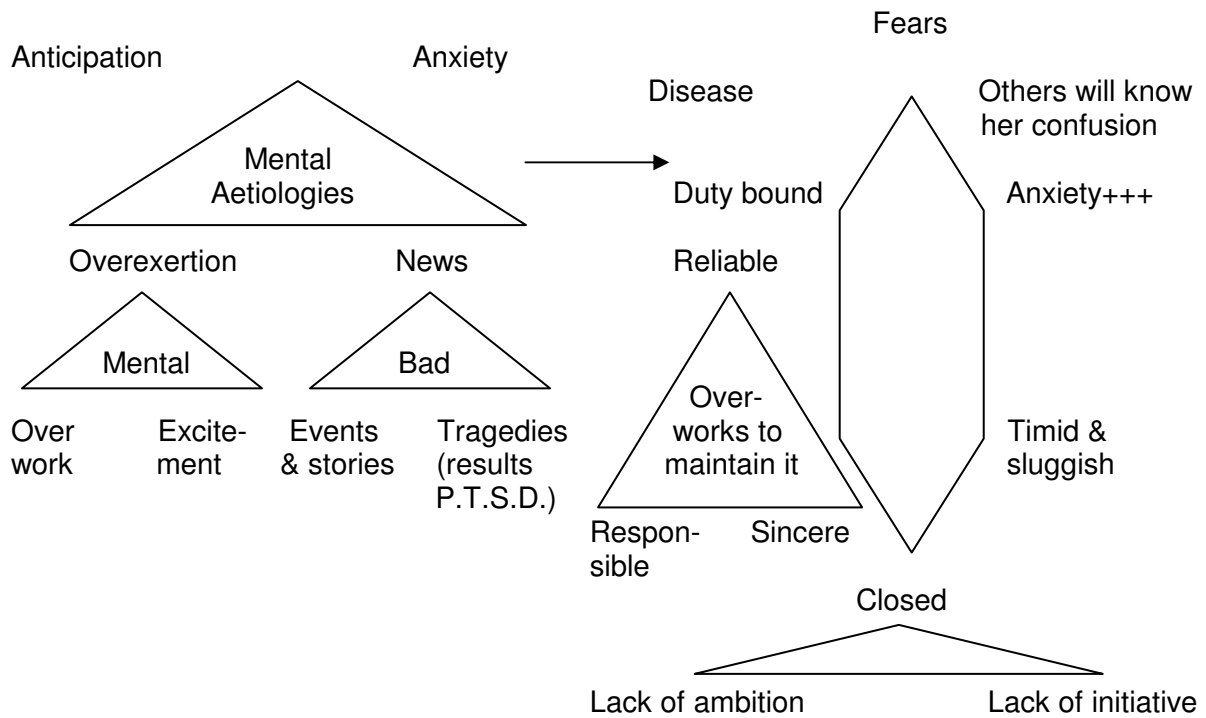 Fears
Anticipation
Anxiety
Disease
Others will know
her confusion
Mental
Aetiologies
Duty bound
Anxiety+++
Overexertion
News
Reliable
Mental
Bad
Over-
works to
maintain it
Over
work
Excite-
ment
Events
& stories
Tragedies
(results
P.T.S.D.)
Timid &
sluggish
Respon-
sible
Sincere
Closed
Lack of ambition
Lack of initiative